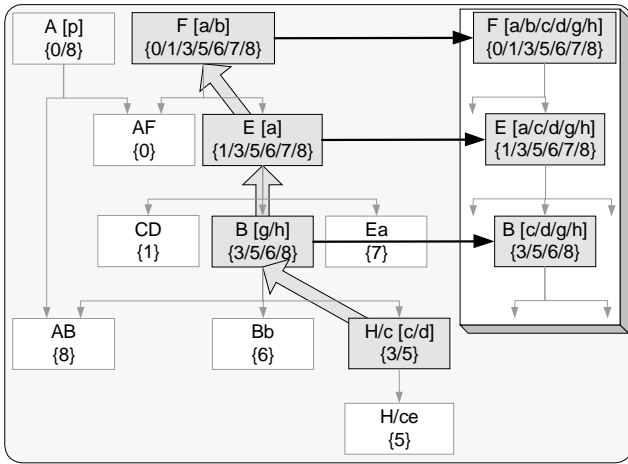 A [p]
{0/8}
F [a/b]
{0/1/3/5/6/7/8}
F [a/b/c/d/g/h]
{0/1/3/5/6/7/8}
AF
{0}
E [a]
{1/3/5/6/7/8}
E [a/c/d/g/h]
{1/3/5/6/7/8}
CD
{1}
B [g/h]
{3/5/6/8}
Ea
{7}
B [c/d/g/h]
{3/5/6/8}
AB
{8}
Bb
{6}
H/c [c/d]
{3/5}
H/ce
{5}